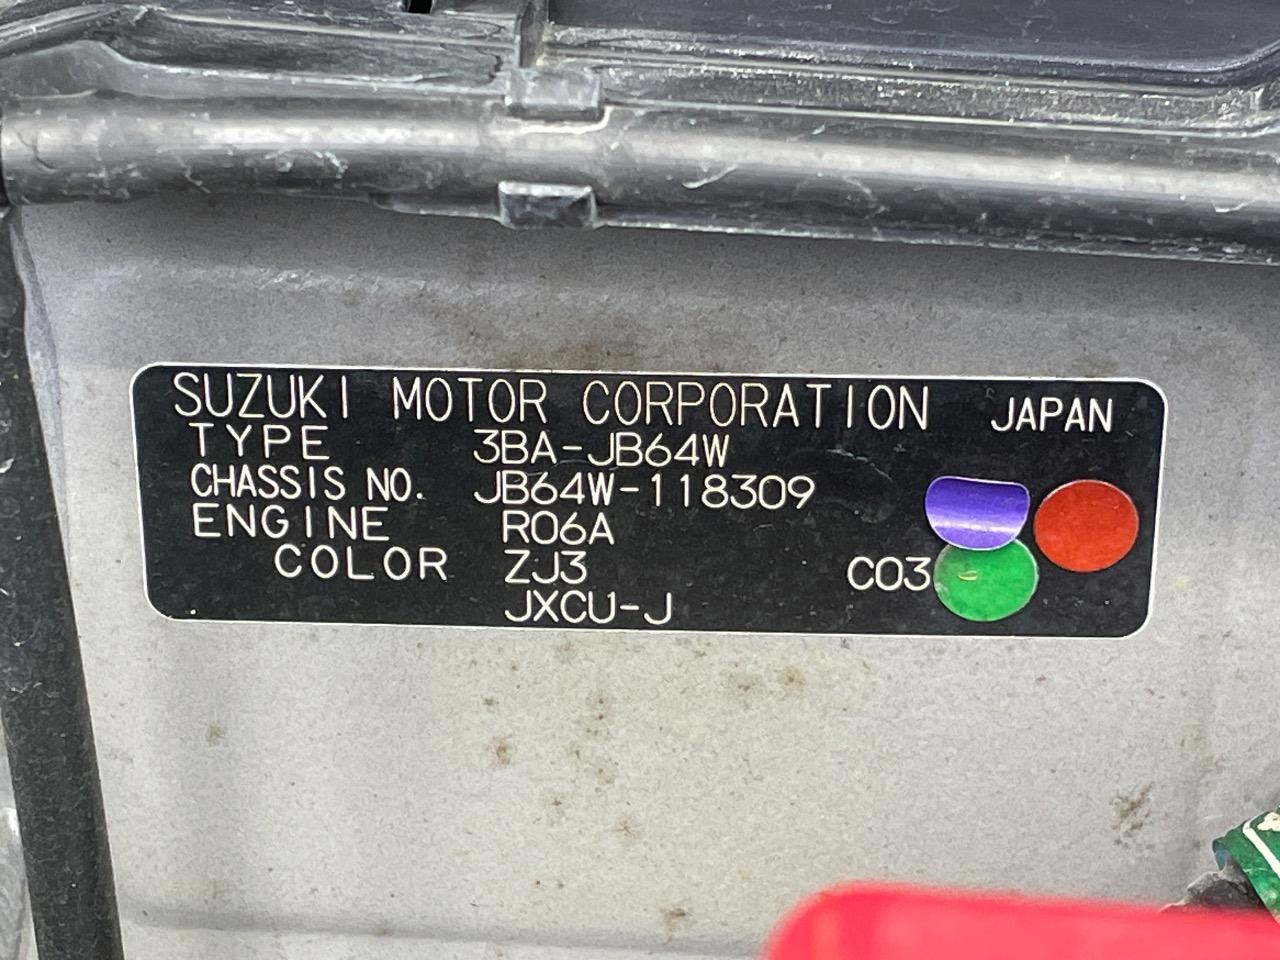 SUZUKI MOTOR CORPORATION JAPAN
TYPE 3BA-JB64W
CHASSIS NO. JB64W-118309
ENGINE R06A
COLOR ZJ3 C03
JXCU-J